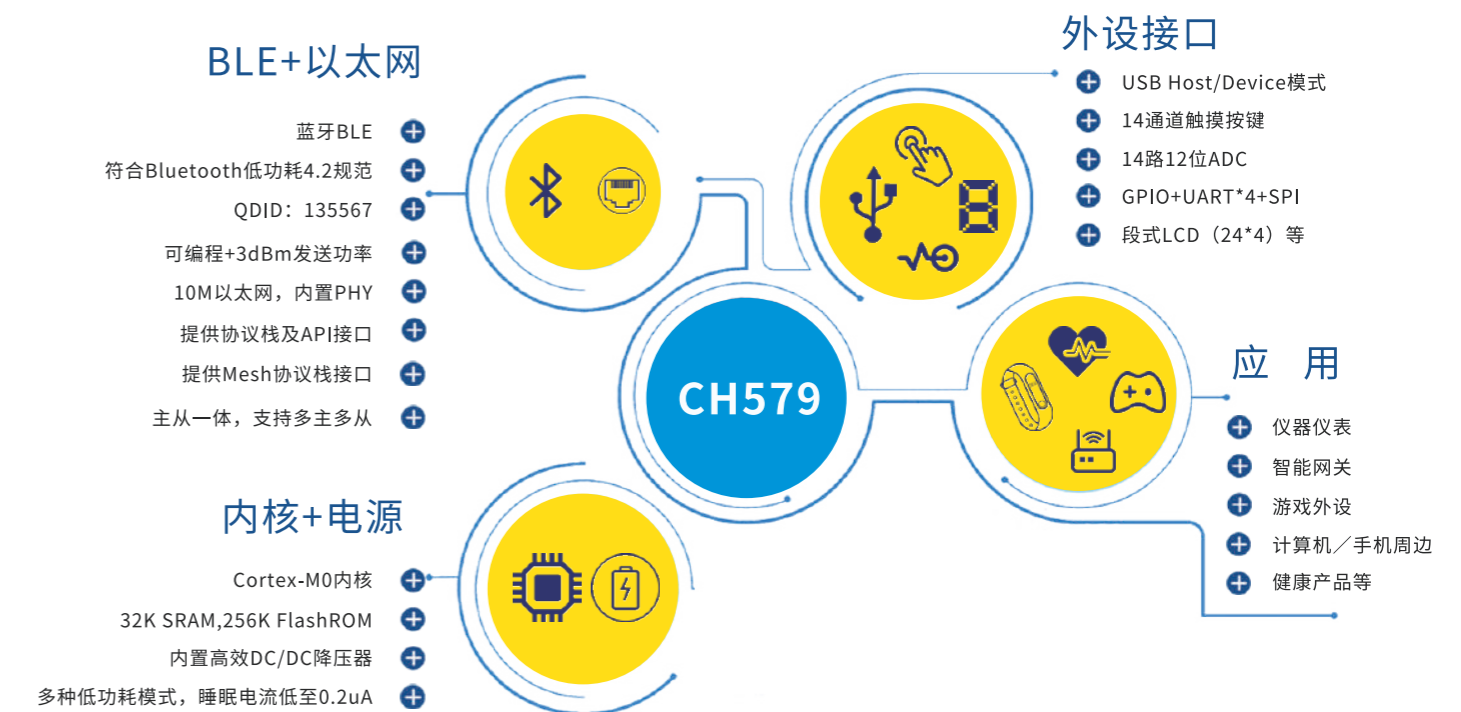 BLE+以太网
蓝牙BLE
符合Bluetooth低功耗4.2规范
QDID：135567
可编程+3dBm发送功率
10M以太网，内置PHY
提供协议栈及API接口
提供Mesh协议栈接口
主从一体，支持多主多从
外设接口
USB Host/Device模式
14通道触摸按键
14路12位ADC
GPIO+UART*4+SPI
段式LCD（24*4）等
CH579
应 用
仪器仪表
智能网关
游戏外设
计算机／手机周边
健康产品等
内核+电源
Cortex-M0内核
32K SRAM,256K FlashROM
内置高效DC/DC降压器
多种低功耗模式，睡眠电流低至0.2uA